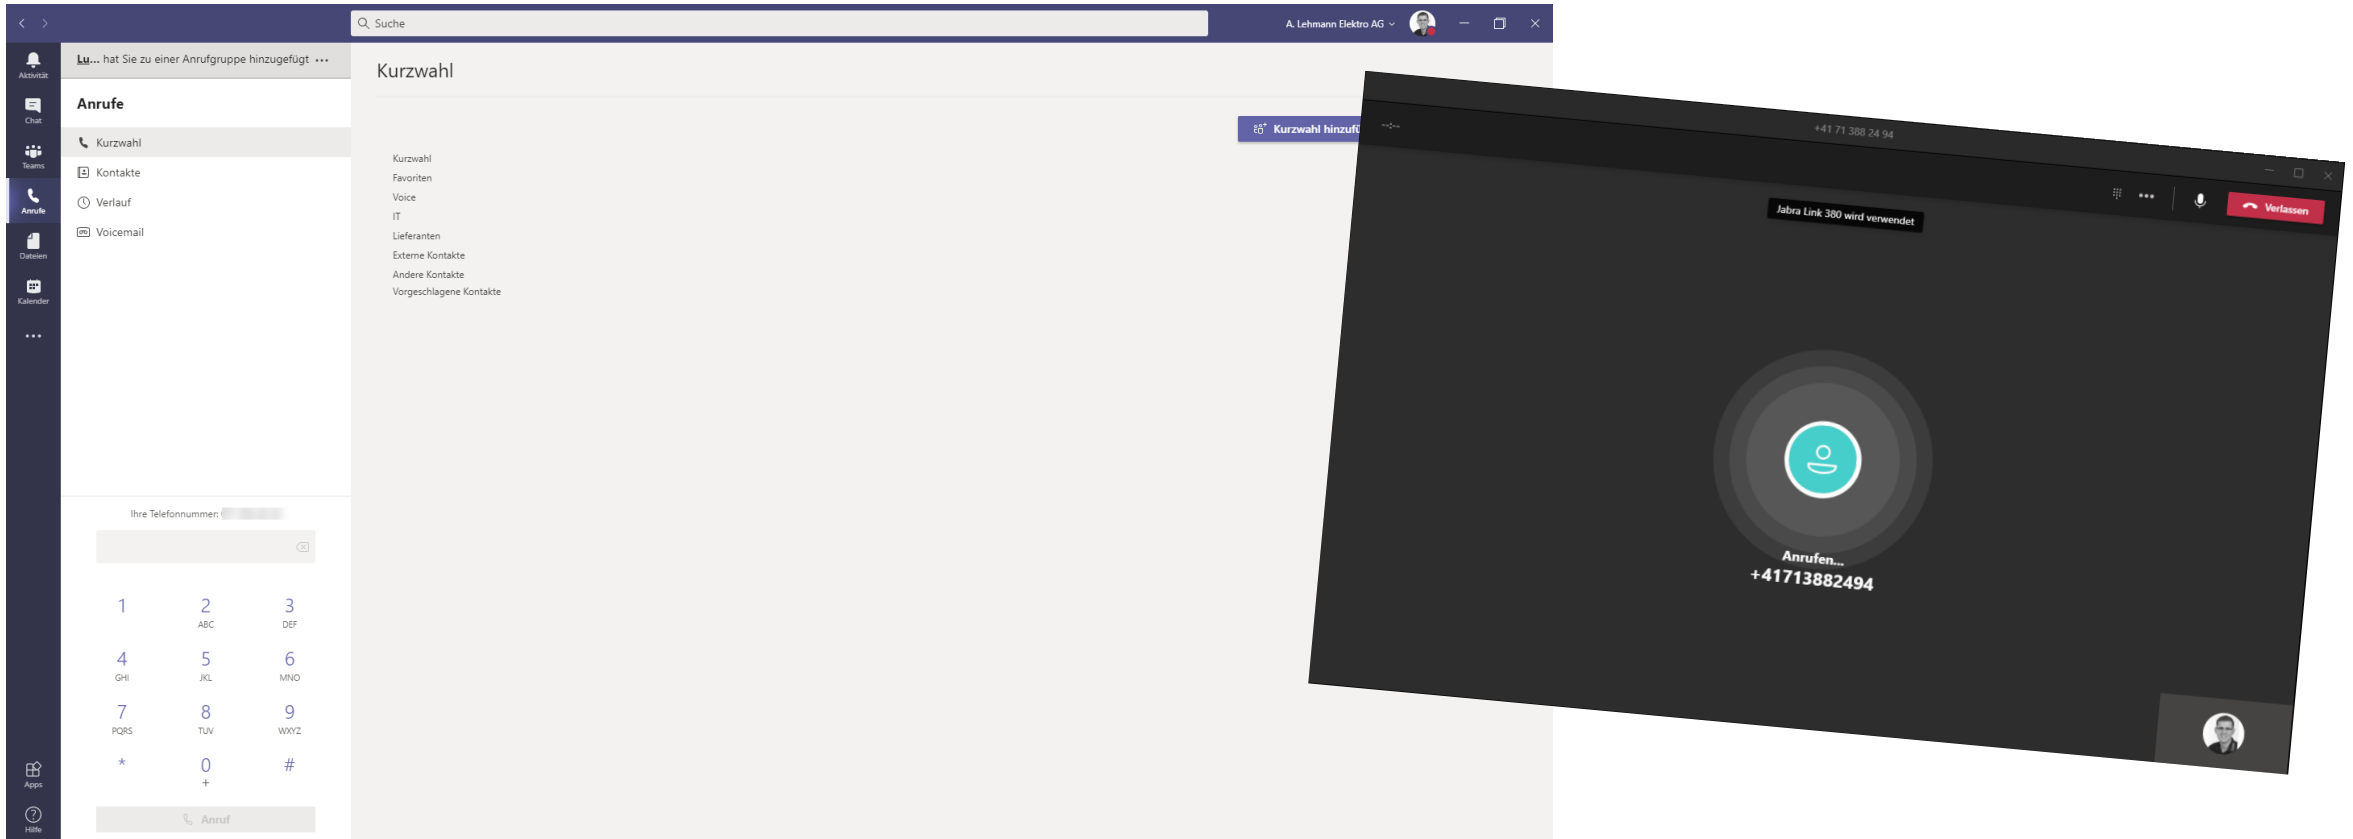 Suche
A. Lehmann Elektro AG
Aktivität
Chat
Teams
Anrufe
Dateien
Kalender
Apps
Hilfe
Lu... hat Sie zu einer Anrufgruppe hinzugefügt
Anrufe
Kurzwahl
Kontakte
Verlauf
Voicemail
Ihre Telefonnummer:
1
2
3
ABC
DEF
4
5
6
GHI
JKL
MNO
7
8
9
PQRS
TUV
WXYZ
*
0
#
+
Anruf
Kurzwahl
Kurzwahl
Favoriten
Voice
IT
Lieferanten
Externe Kontakte
Andere Kontakte
Vorgeschlagene Kontakte
Kurzwahl hinzufü
+41 71 388 24 94
Verlassen
Jabra Link 380 wird verwendet
Anrufen...
+41713882494